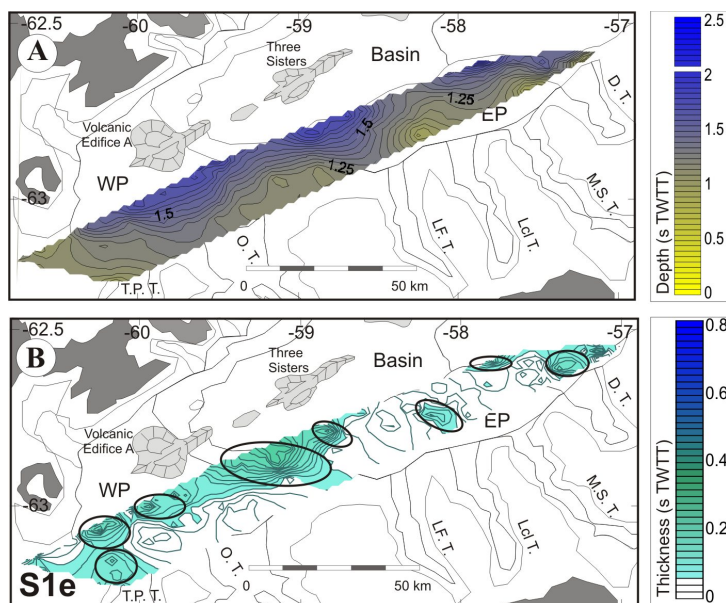 -62.5
-60
-59
-58
-57
A
Three
Sisters
Basin
Volcanic
Edifice A
WP
1.5
1.25
1.5
1.25
EP
D. T.
-63
M.S. T.
Lcl T.
LF. T.
O. T.
T.P. T.
0
50 km
2.5
2
1.5
1
0.5
0
Depth (s TWTT)
-62.5
-60
-59
-58
-57
B
Three
Sisters
Basin
Volcanic
Edifice A
WP
EP
D. T.
-63
M.S. T.
Lcl T.
LF. T.
O. T.
T.P. T.
S1e
0
50 km
0.8
0.6
0.4
0.2
0
Thickness (s TWTT)